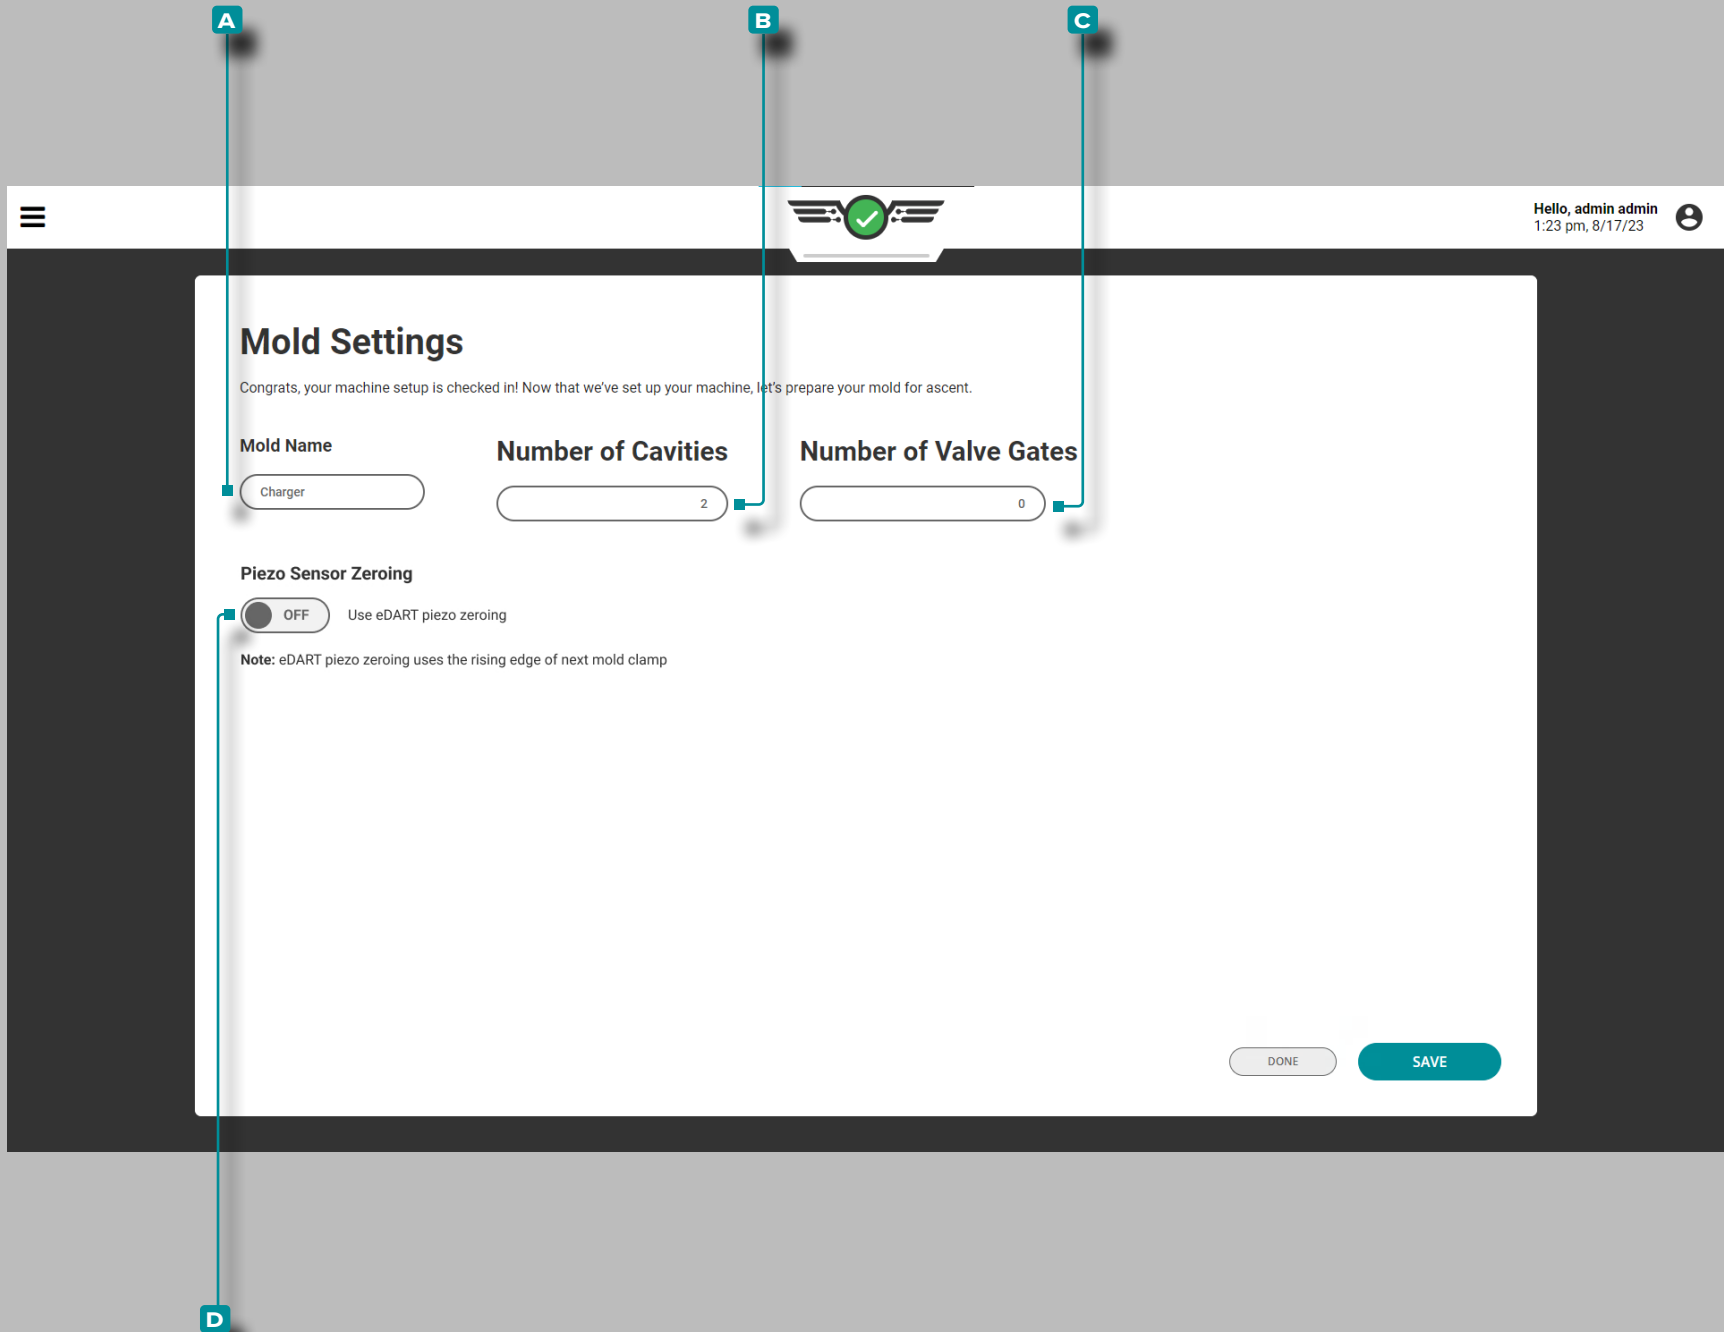 A
B
C
Hello, admin admin
1:23 pm, 8/17/23
Mold Settings
Congrats, your machine setup is checked in! Now that we've set up your machine, let's prepare your mold for ascent.
Mold Name
Number of Cavities
Number of Valve Gates
Charger
2
0
Piezo Sensor Zeroing
OFF
Use eDART piezo zeroing
Note: eDART piezo zeroing uses the rising edge of next mold clamp
DONE
SAVE
D